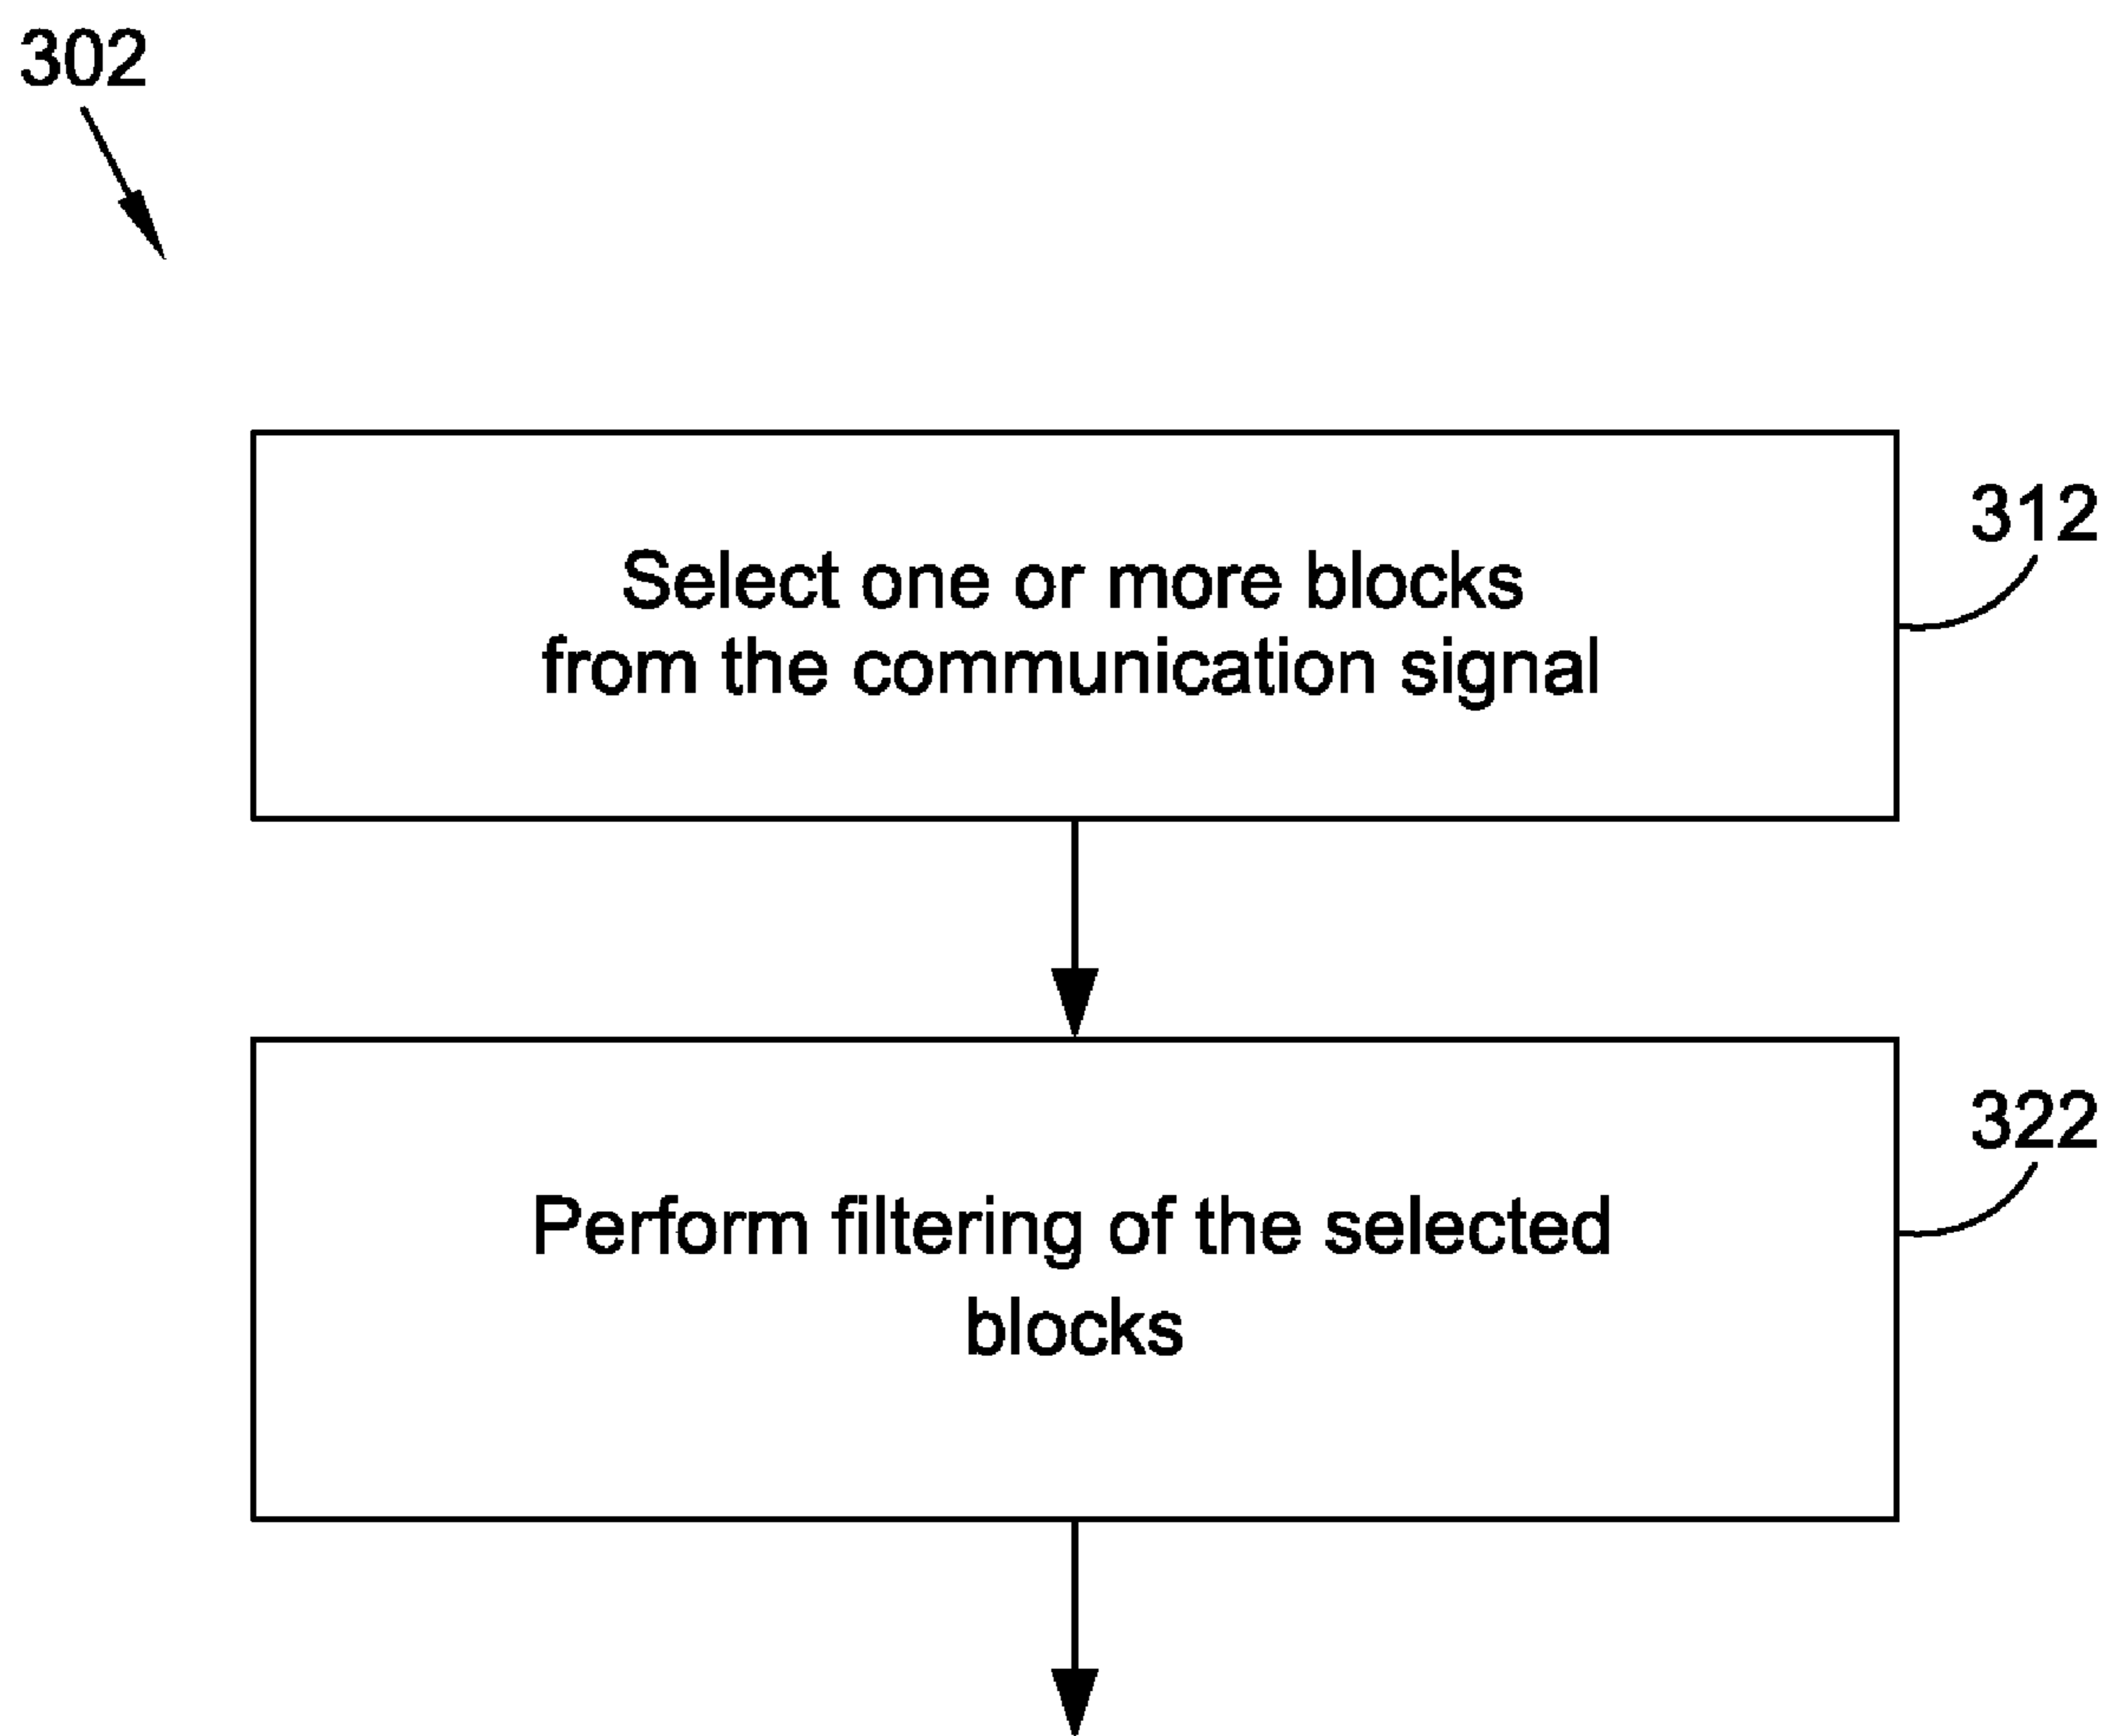 302
312
Select one or more blocks
from the communication signal
322
Perform filtering of the selected
blocks